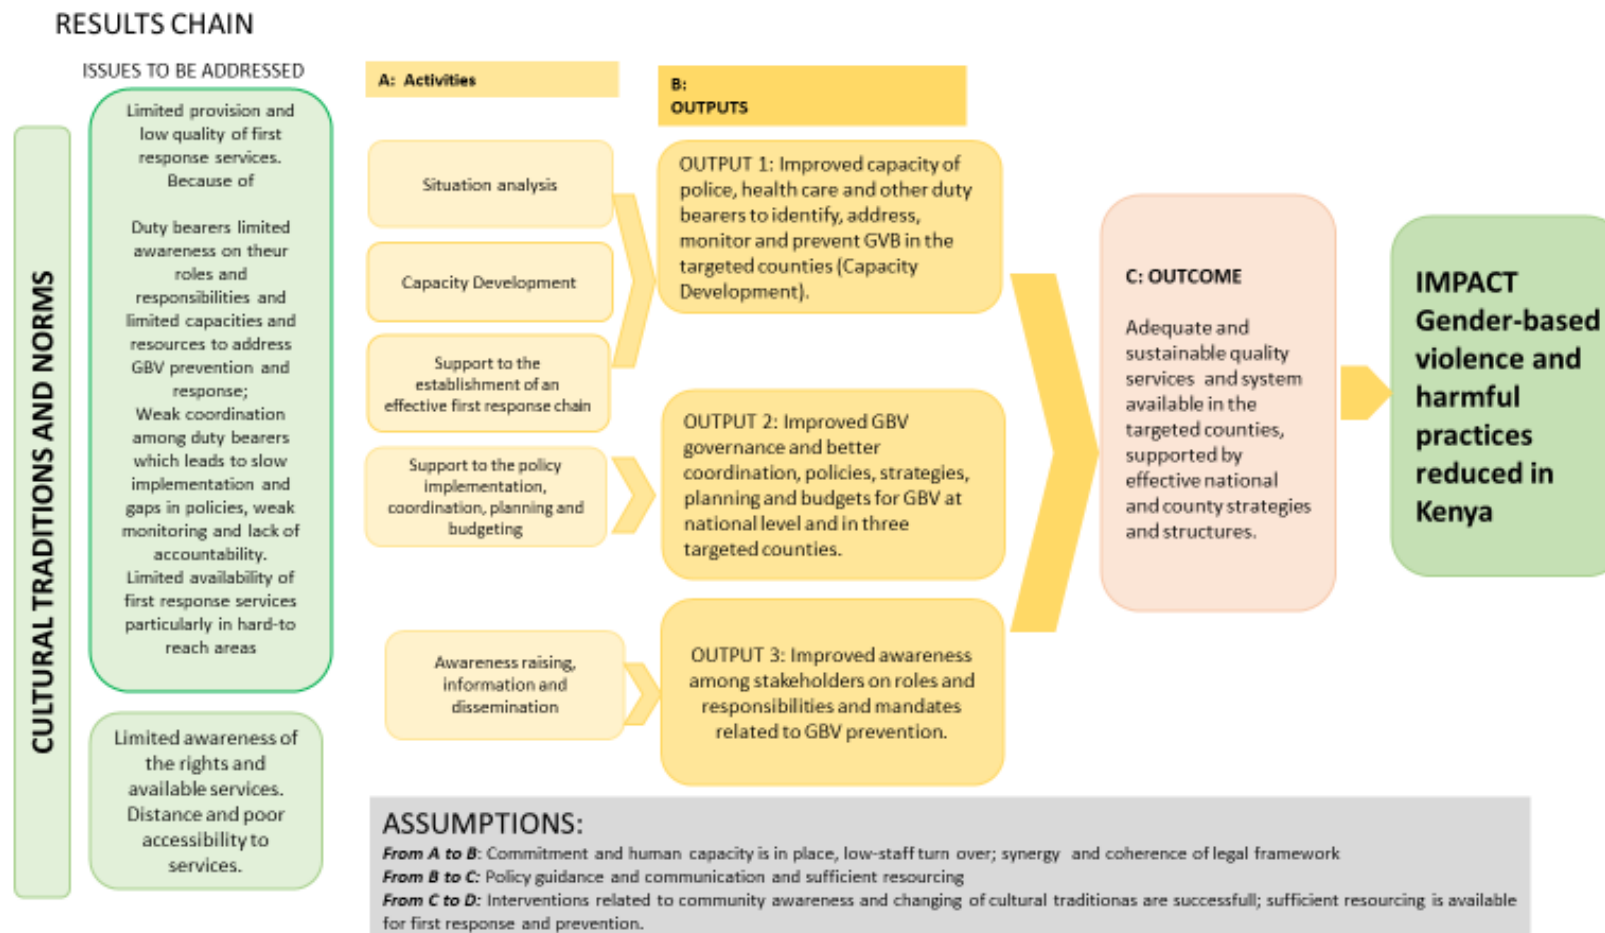 RESULTS CHAIN
ISSUES TO BE ADDRESSED
CULTURAL TRADITIONS AND NORMS
Limited provision and
low quality of first
response services.
Because of
Duty bearers limited
awareness on theur
roles and
responsibilities and
limited capacities and
resources to address
GBV prevention and
response;
Weak coordination
among duty bearers
which leads to slow
implementation and
gaps in policies, weak
monitoring and lack of
accountability.
Limited availability of
first response services
particularly in hard-to
reach areas
Limited awareness of
the rights and
available services.
Distance and poor
accessibility to
services.
A: Activities
Situation analysis
Capacity Development
Support to the
establishment of an
effective first response chain
Support to the policy
implementation,
coordination, planning and
budgeting
Awareness raising,
information and
dissemination
B:
OUTPUTS
OUTPUT 1: Improved capacity of
police, health care and other duty
bearers to identify, address,
monitor and prevent GVB in the
targeted counties (Capacity
Development).
OUTPUT 2: Improved GBV
governance and better
coordination, policies, strategies,
planning and budgets for GBV at
national level and in three
targeted counties.
OUTPUT 3: Improved awareness
among stakeholders on roles and
responsibilities and mandates
related to GBV prevention.
C: OUTCOME
Adequate and
sustainable quality
services and system
available in the
targeted counties,
supported by
effective national
and county strategies
and structures.
IMPACT
Gender-based
violence and
harmful
practices
reduced in
Kenya
ASSUMPTIONS:
From A to B: Commitment and human capacity is in place, low-staff turn over; synergy and coherence of legal framework
From B to C: Policy guidance and communication and sufficient resourcing
From C to D: Interventions related to community awareness and changing of cultural traditionas are successfull; sufficient resourcing is available
for first response and prevention.